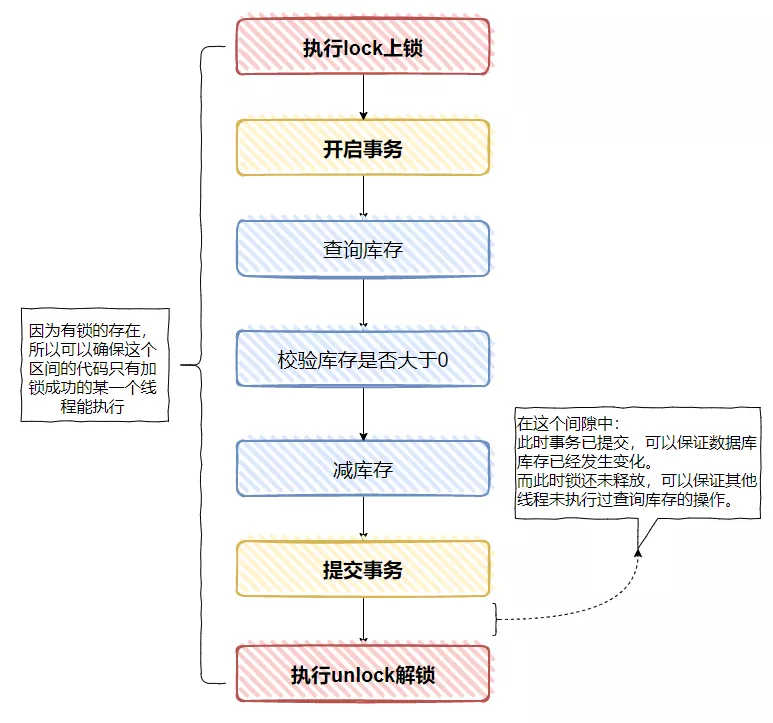 执行lock上锁
开启事务
查询库存
校验库存是否大于0
减库存
提交事务
执行unlock解锁
因为有锁的存在，
所以可以确保这个
区间的代码只有加
锁成功的某一个线
程能执行
在这个间隙中：
此时事务已提交，可以保证数据库
库存已经发生变化。
而此时锁还未释放，可以保证其他
线程未执行过查询库存的操作。